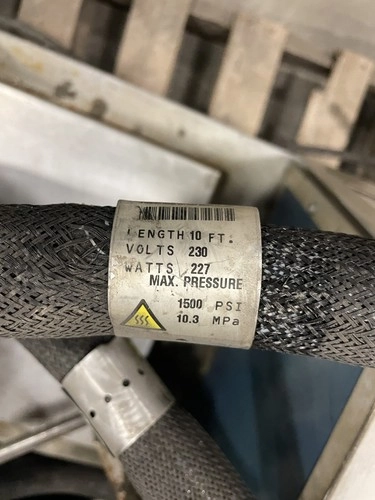 LENGTH 10 FT.
VOLTS 230
WATTS 227
MAX. PRESSURE
1500 PSI
10.3 MPa